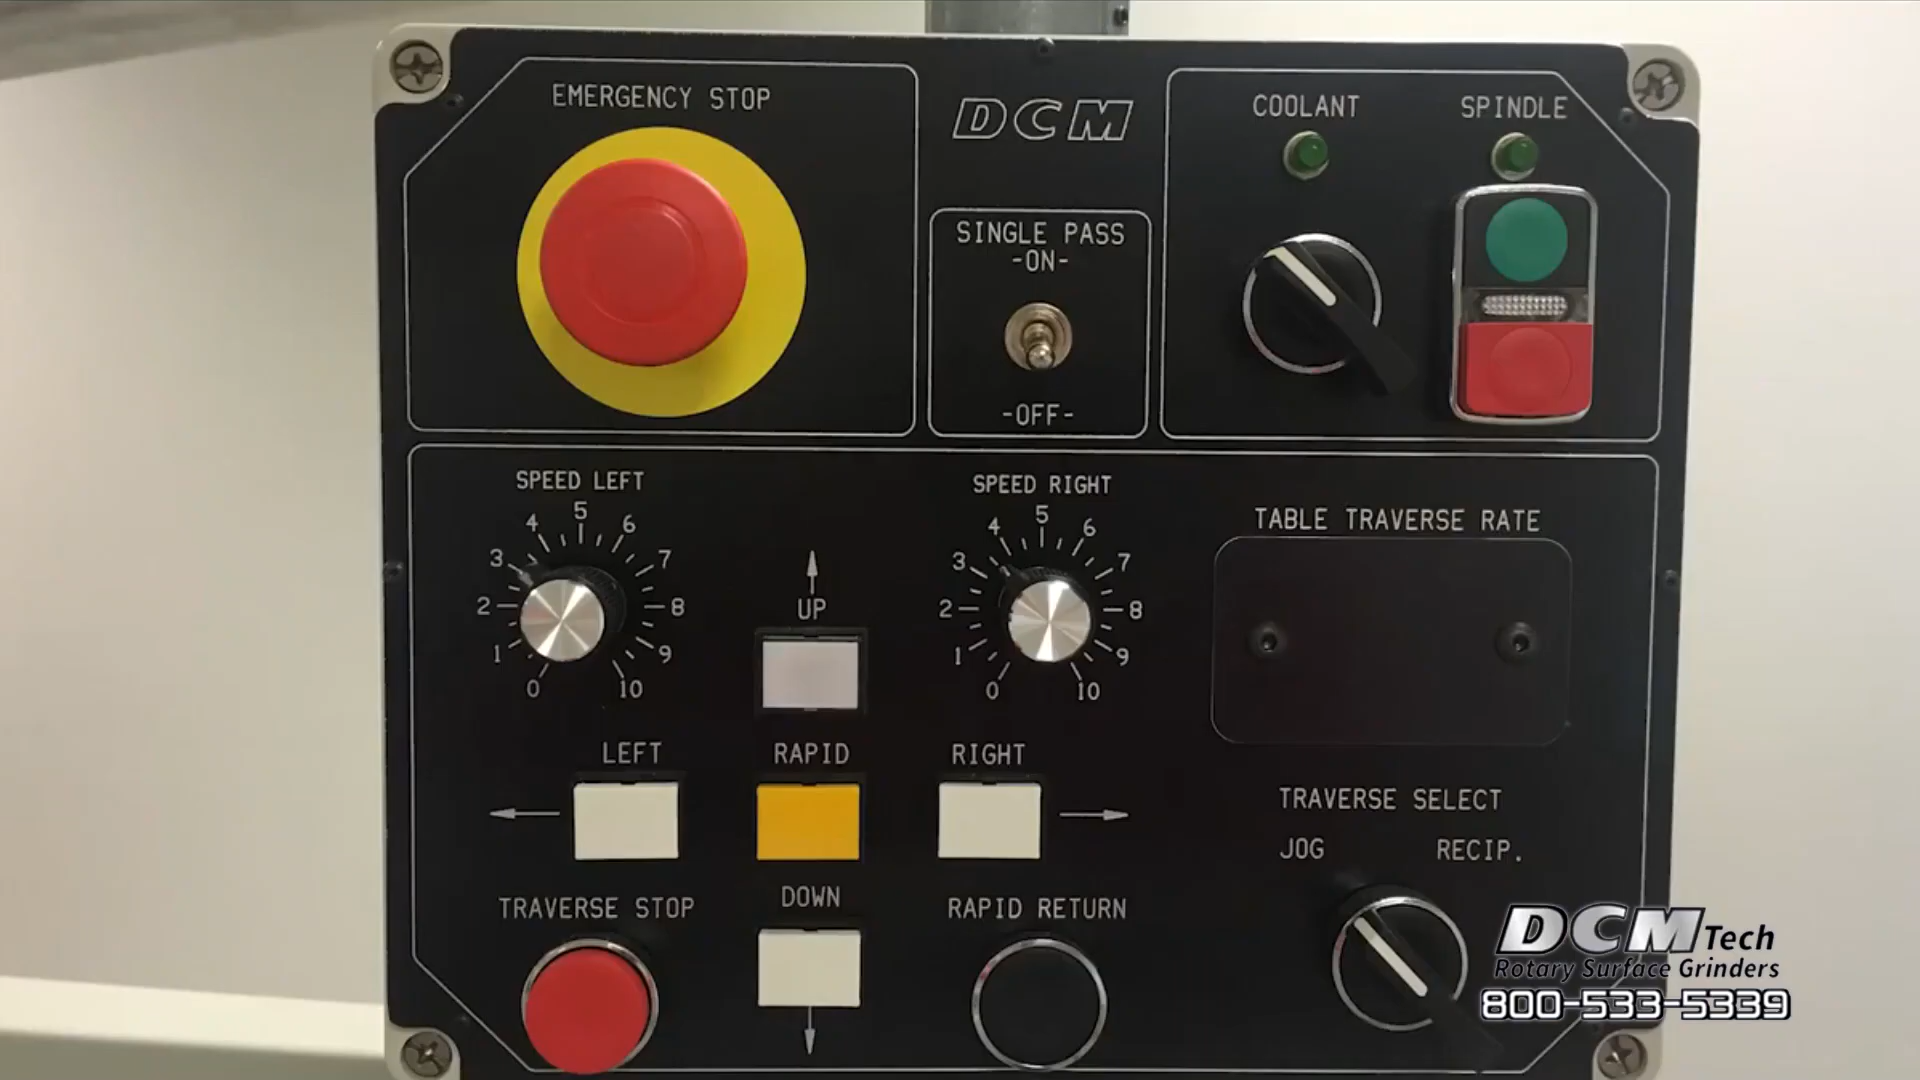 EMERGENCY STOP
DCM
COOLANT
SPINDLE
SINGLE PASS
-ON-
-OFF-
SPEED LEFT
0 1 2 3 4 5 6 7 8 9 10
SPEED RIGHT
0 1 2 3 4 5 6 7 8 9 10
TABLE TRAVERSE RATE
UP
LEFT
RAPID
RIGHT
TRAVERSE SELECT
JOG
RECIP.
TRAVERSE STOP
DOWN
RAPID RETURN
DCM Tech
Rotary Surface Grinders
800-533-5339